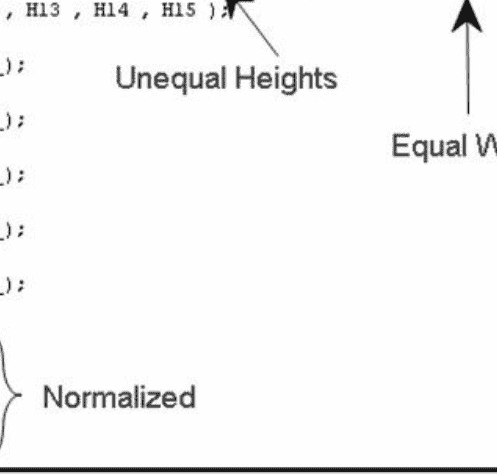 , H13 , H14 , H15 );
_);
Unequal Heights
_);
Equal
_);
_);
_);
Normalized